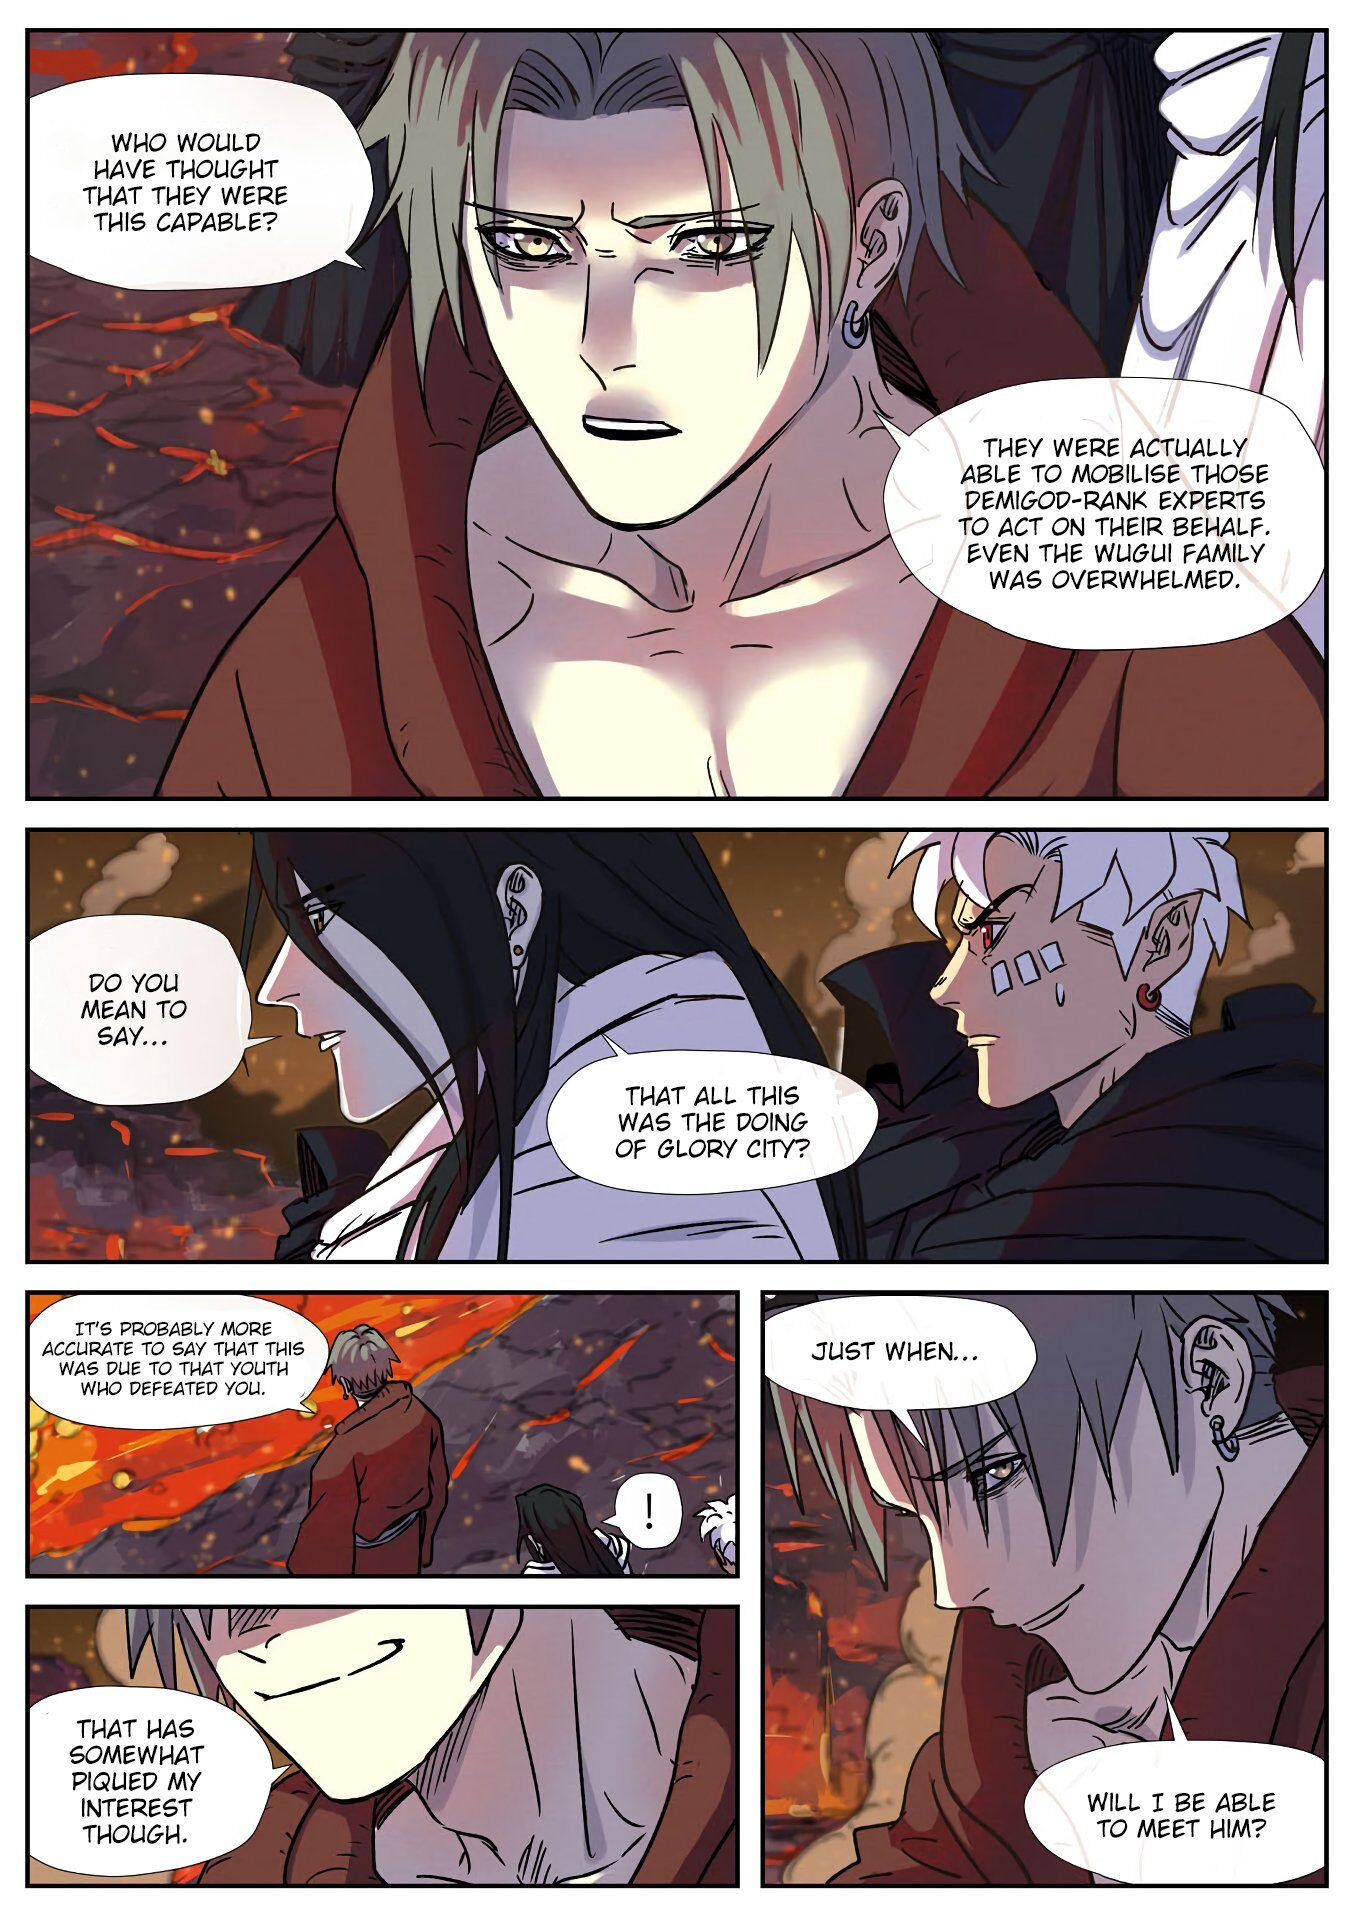 WHO WOULD
HAVE THOUGHT
THAT THEY WERE
THIS CAPABLE?
THEY WERE ACTUALLY
ABLE TO MOBILISE THOSE
DEMIGOD-RANK EXPERTS
TO ACT ON THEIR BEHALF.
EVEN THE WUGUI FAMILY
WAS OVERWHELMED.
DO YOU
MEAN TO
SAY...
THAT ALL THIS
WAS THE DOING
OF GLORY CITY?
IT'S PROBABLY MORE
ACCURATE TO SAY THAT THIS
WAS DUE TO THAT YOUTH
WHO DEFEATED YOU.
!
THAT HAS
SOMEWHAT
PIQUED MY
INTEREST
THOUGH.
JUST WHEN...
WILL I BE ABLE
TO MEET HIM?